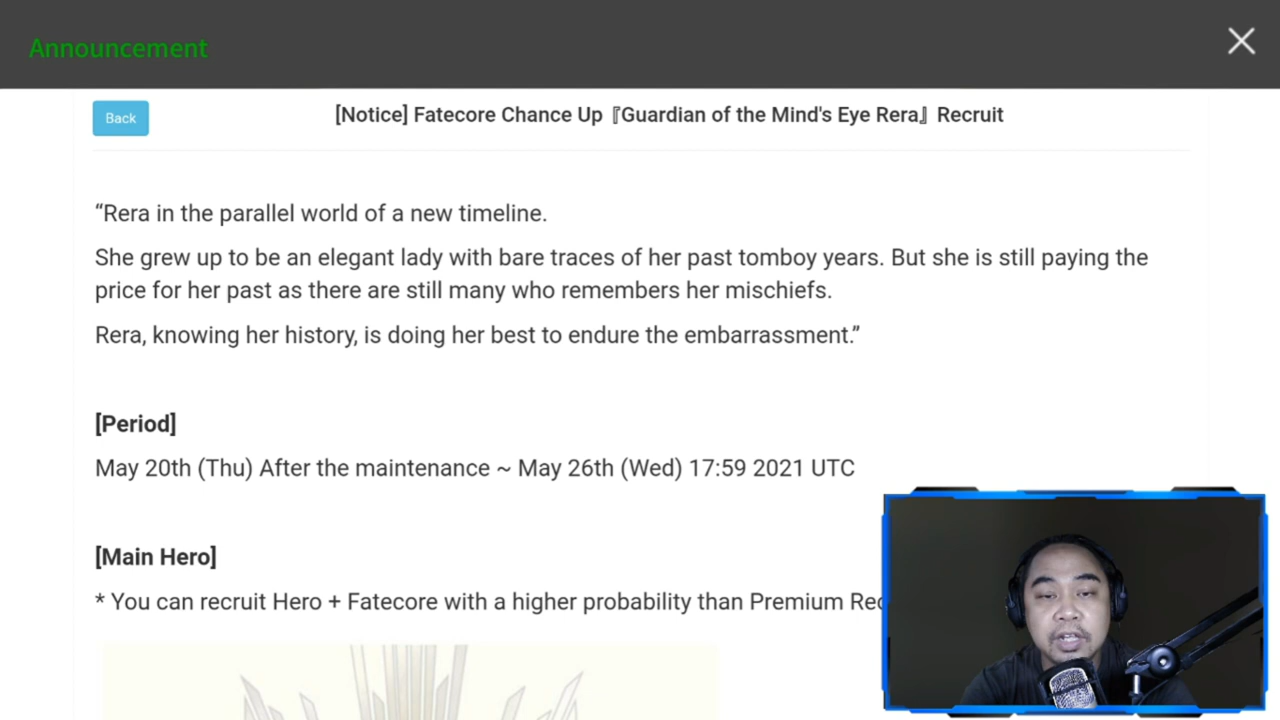 Announcement
Back
[Notice] Fatecore Chance Up『Guardian of the Mind's Eye Rera』Recruit
“Rera in the parallel world of a new timeline.
She grew up to be an elegant lady with bare traces of her past tomboy years. But she is still paying the
price for her past as there are still many who remembers her mischiefs.
Rera, knowing her history, is doing her best to endure the embarrassment.”
[Period]
May 20th (Thu) After the maintenance ~ May 26th (Wed) 17:59 2021 UTC
[Main Hero]
* You can recruit Hero + Fatecore with a higher probability than Premium